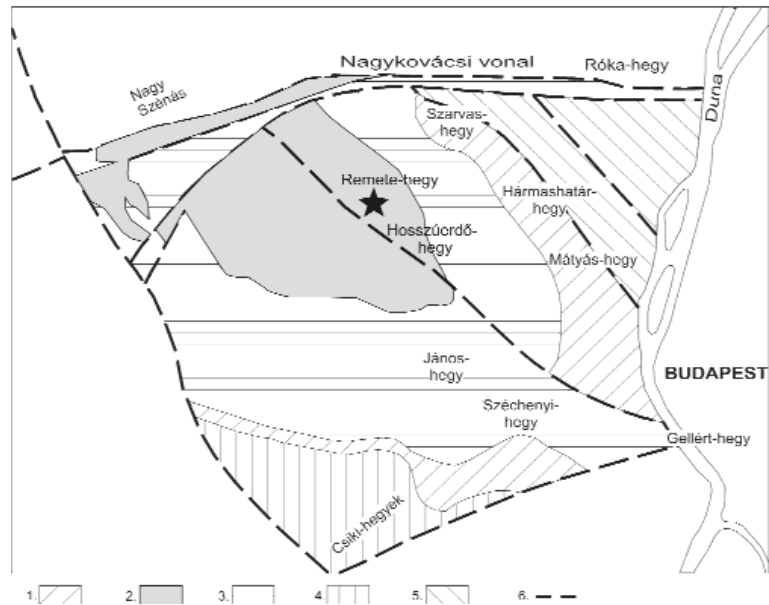 Nagykovácsi vonal
Róka-hegy
Duna
Nagy
Szénás
Szarvas-
hegy
Remete-hegy
Hármashatár-
hegy
Hosszúerdő-
hegy
Mátyás-hegy
János-
hegy
BUDAPEST
Széchenyi-
hegy
Gellért-hegy
Csiki-hegyek
1. 2. 3. 4. 5. 6.